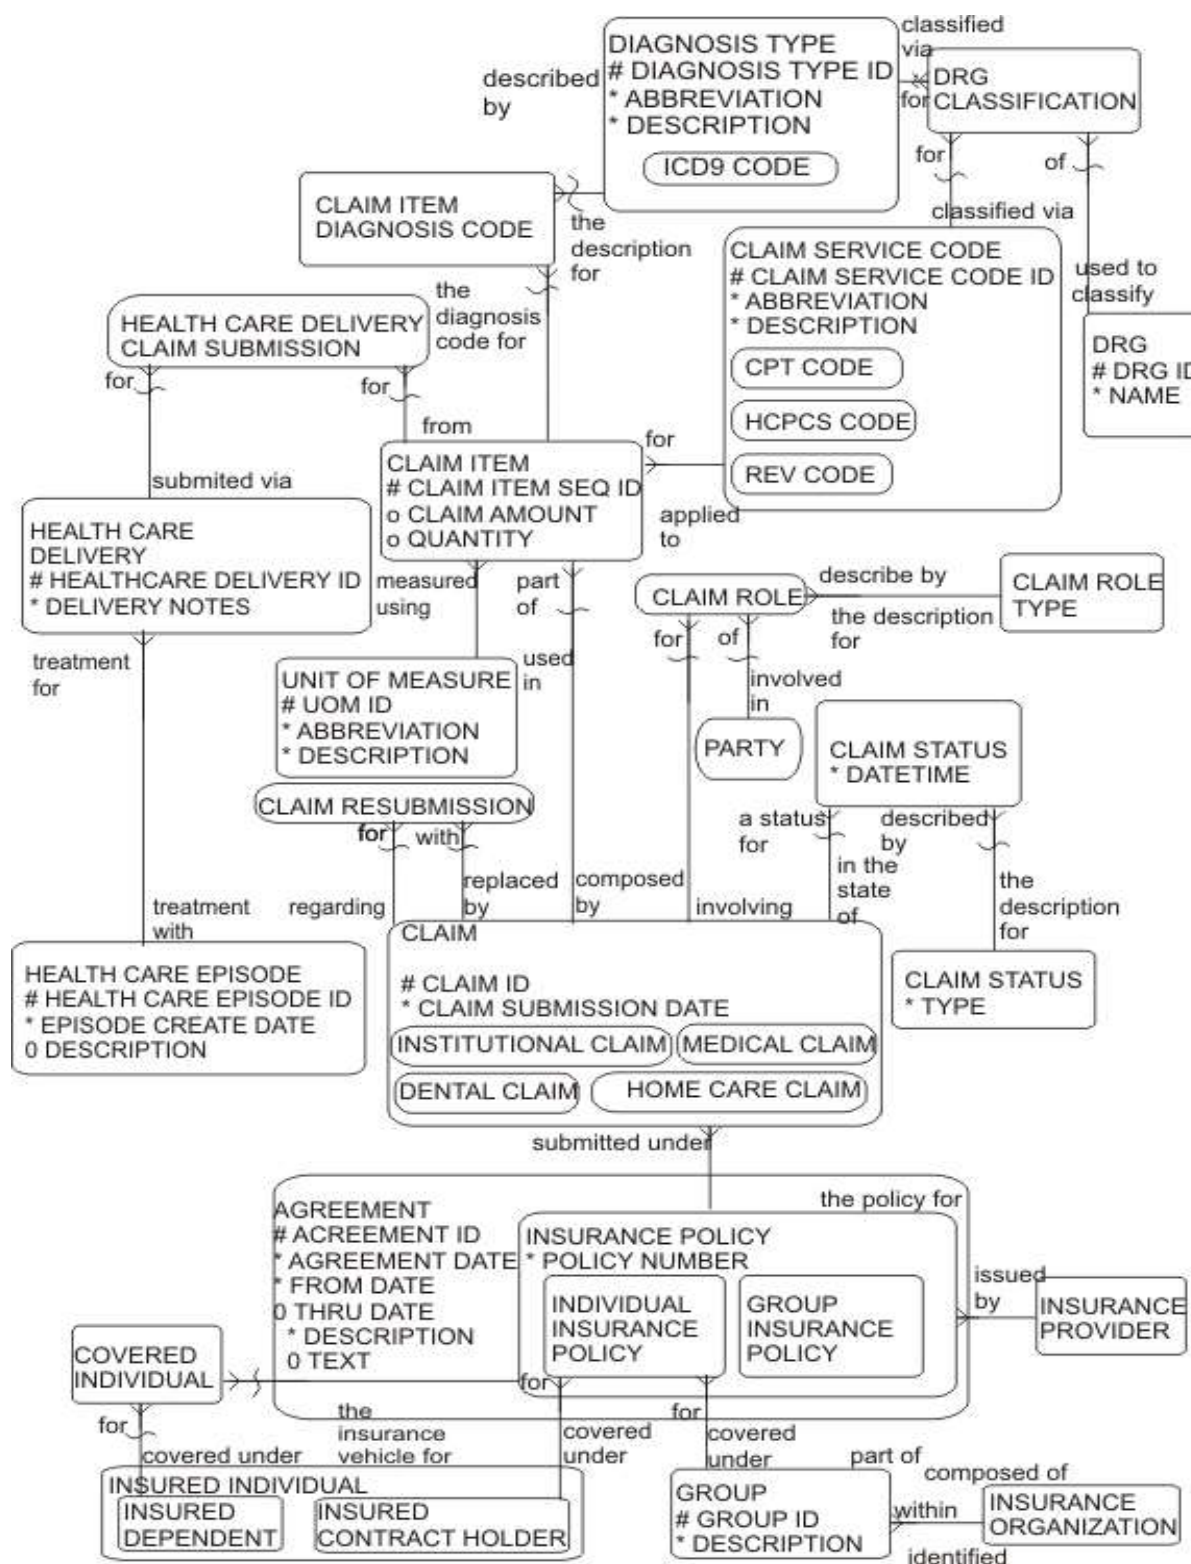 classified
via
DIAGNOSIS TYPE
# DIAGNOSIS TYPE ID
* ABBREVIATION
* DESCRIPTION
ICD9 CODE
described
by
for
DRG
CLASSIFICATION
for
of
CLAIM ITEM
DIAGNOSIS CODE
the
description
for
classified via
CLAIM SERVICE CODE
# CLAIM SERVICE CODE ID
* ABBREVIATION
* DESCRIPTION
CPT CODE
HCPCS CODE
REV CODE
used to
classify
DRG
# DRG ID
* NAME
the
diagnosis
code for
HEALTH CARE DELIVERY
CLAIM SUBMISSION
for
for
from
for
CLAIM ITEM
# CLAIM ITEM SEQ ID
o CLAIM AMOUNT
o QUANTITY
applied
to
submited via
HEALTH CARE
DELIVERY
# HEALTHCARE DELIVERY ID
* DELIVERY NOTES
measured
using
part
of
CLAIM ROLE
describe by
the description
for
CLAIM ROLE
TYPE
for
of
treatment
for
used
in
involved
in
UNIT OF MEASURE
# UOM ID
* ABBREVIATION
* DESCRIPTION
PARTY
CLAIM STATUS
* DATETIME
CLAIM RESUBMISSION
for
with
a status
for
described
by
in the
state
of
the
description
for
treatment
with
regarding
replaced
by
composed
by
involving
CLAIM
# CLAIM ID
* CLAIM SUBMISSION DATE
INSTITUTIONAL CLAIM
MEDICAL CLAIM
DENTAL CLAIM
HOME CARE CLAIM
HEALTH CARE EPISODE
# HEALTH CARE EPISODE ID
* EPISODE CREATE DATE
0 DESCRIPTION
CLAIM STATUS
* TYPE
submitted under
the policy for
AGREEMENT
# ACREEMENT ID
* AGREEMENT DATE
* FROM DATE
0 THRU DATE
* DESCRIPTION
0 TEXT
INSURANCE POLICY
* POLICY NUMBER
INDIVIDUAL
INSURANCE
POLICY
GROUP
INSURANCE
POLICY
issued
by
INSURANCE
PROVIDER
COVERED
INDIVIDUAL
for
for
for
the
insurance
vehicle for
covered
under
covered
under
covered under
INSURED INDIVIDUAL
INSURED
DEPENDENT
INSURED
CONTRACT HOLDER
GROUP
# GROUP ID
* DESCRIPTION
part of
composed of
within
INSURANCE
ORGANIZATION
identified